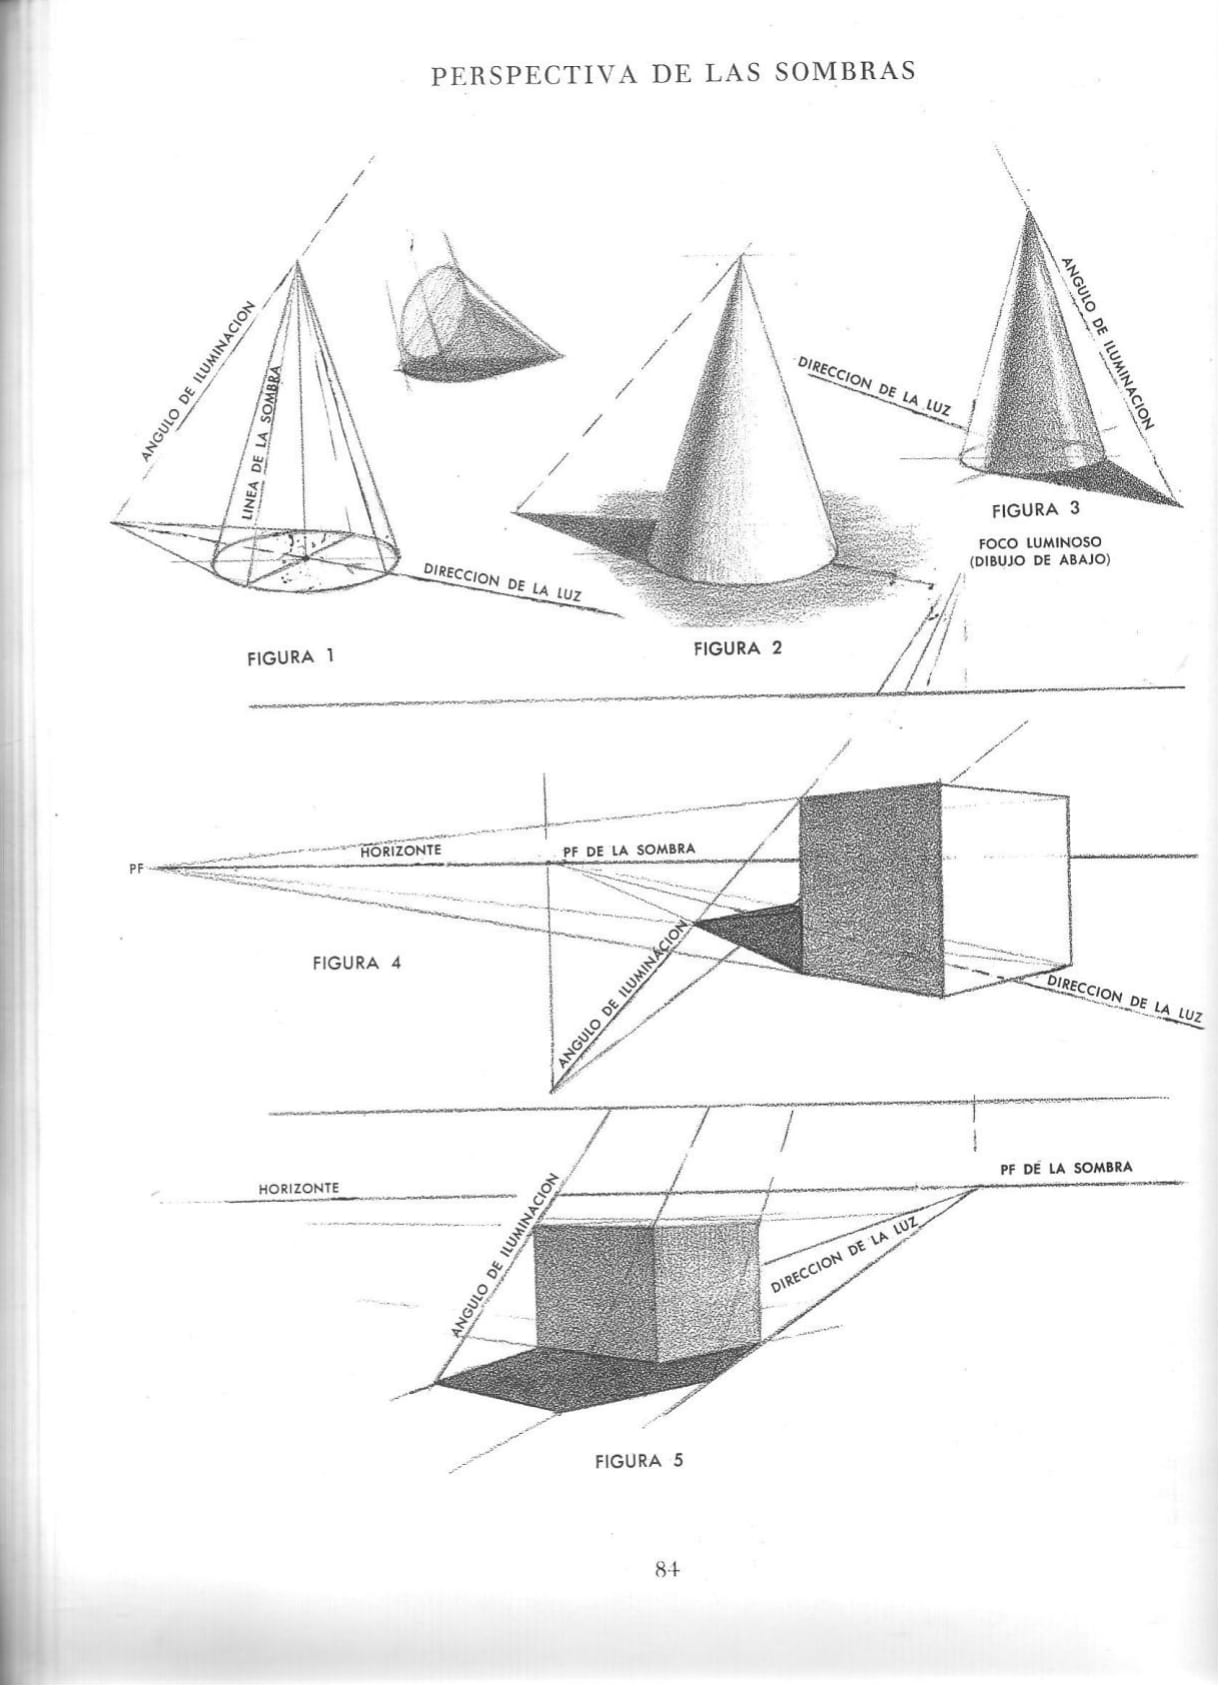 PERSPECTIVA DE LAS SOMBRAS
ANGULO DE ILUMINACION
LINEA DE LA SOMBRA
DIRECCION DE LA LUZ
FIGURA 1
FIGURA 2
DIRECCION DE LA LUZ
ANGULO DE ILUMINACION
FIGURA 3
FOCO LUMINOSO
(DIBUJO DE ABAJO)
PF
HORIZONTE
PF DE LA SOMBRA
ANGULO DE ILUMINACION
DIRECCION DE LA LUZ
FIGURA 4
HORIZONTE
PF DE LA SOMBRA
ANGULO DE ILUMINACION
DIRECCION DE LA LUZ
FIGURA 5
84